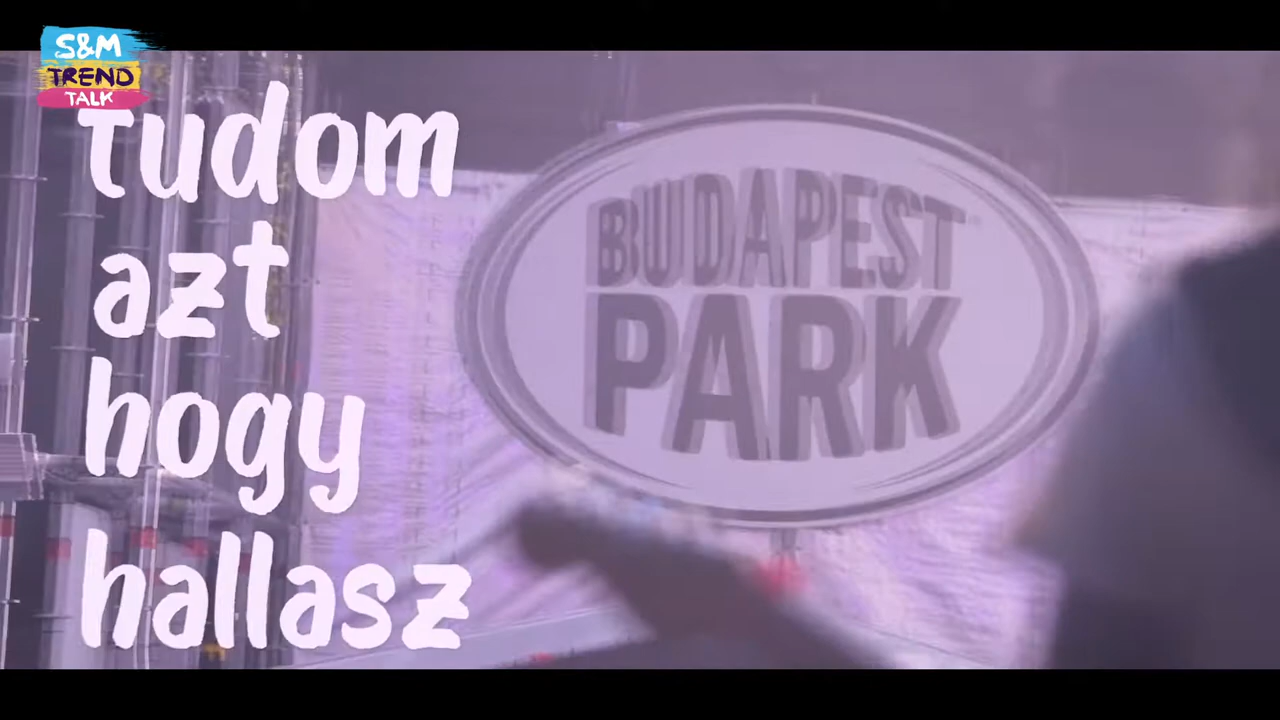 S&M
TREND
TALK
tudom
azt
hogy
hallasz
BUDAPEST
PARK